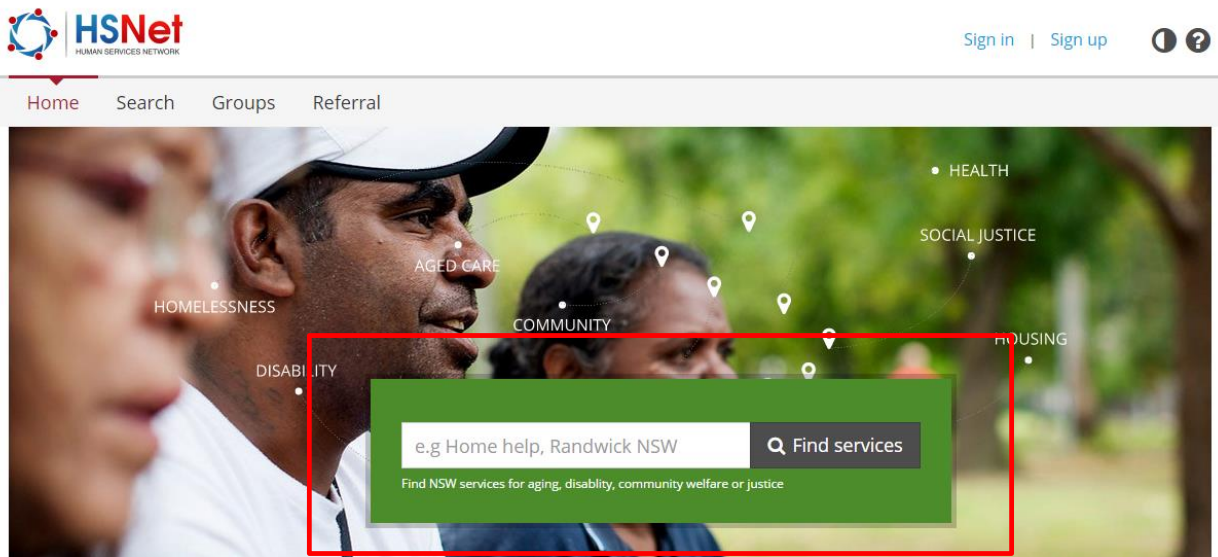 HSNet
HUMAN SERVICES NETWORK
Sign in | Sign up
?
Home Search Groups Referral
HEALTH
SOCIAL JUSTICE
AGED CARE
HOMELESSNESS
COMMUNITY
HOUSING
DISABILITY
e.g Home help, Randwick NSW
Find services
Find NSW services for aging, disablity, community welfare or justice